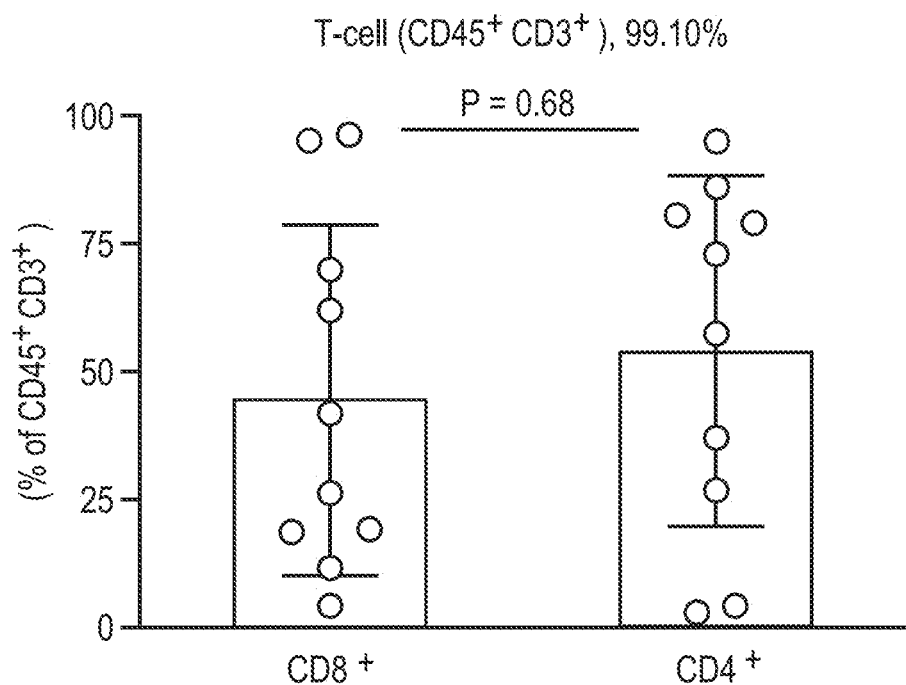 T-cell (CD45⁺ CD3⁺ ), 99.10%
P = 0.68
(% of CD45⁺ CD3⁺ )
100
75
50
25
0
CD8 ⁺
CD4 ⁺